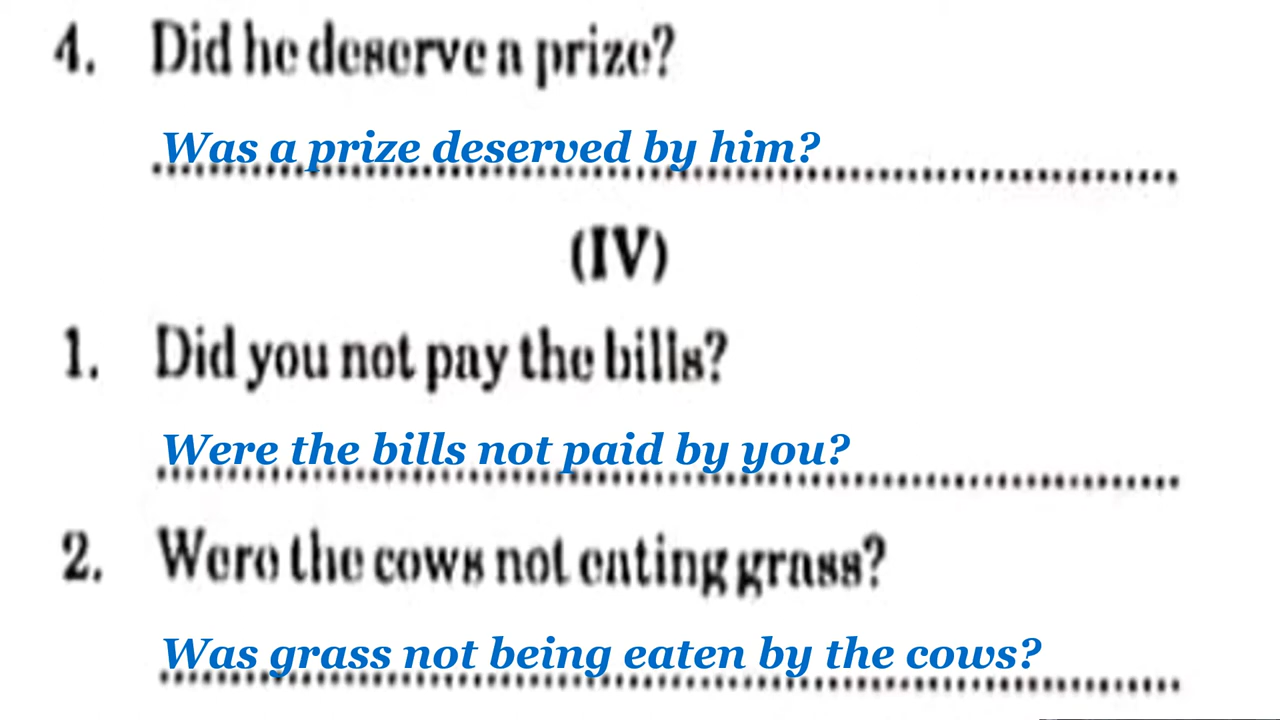 4. Did he deserve a prize?
Was a prize deserved by him?
(IV)
1. Did you not pay the bills?
Were the bills not paid by you?
2. Were the cows not eating grass?
Was grass not being eaten by the cows?